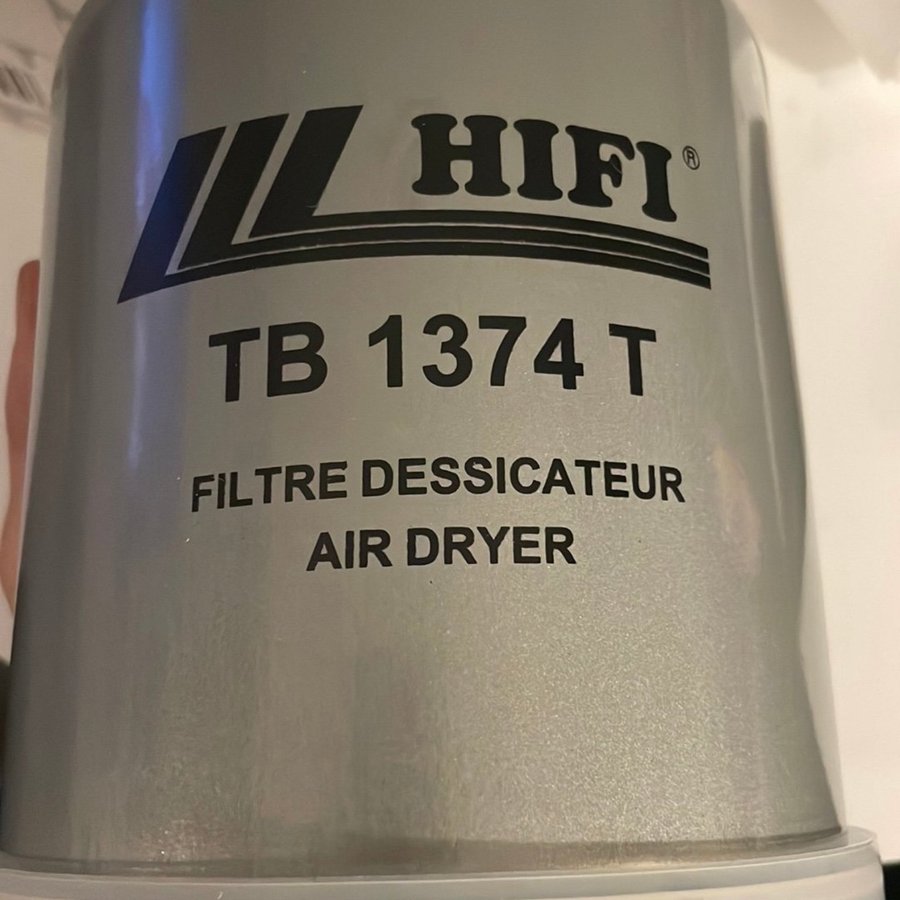 HIFI®
TB 1374 T
FILTRE DESSICATEUR
AIR DRYER